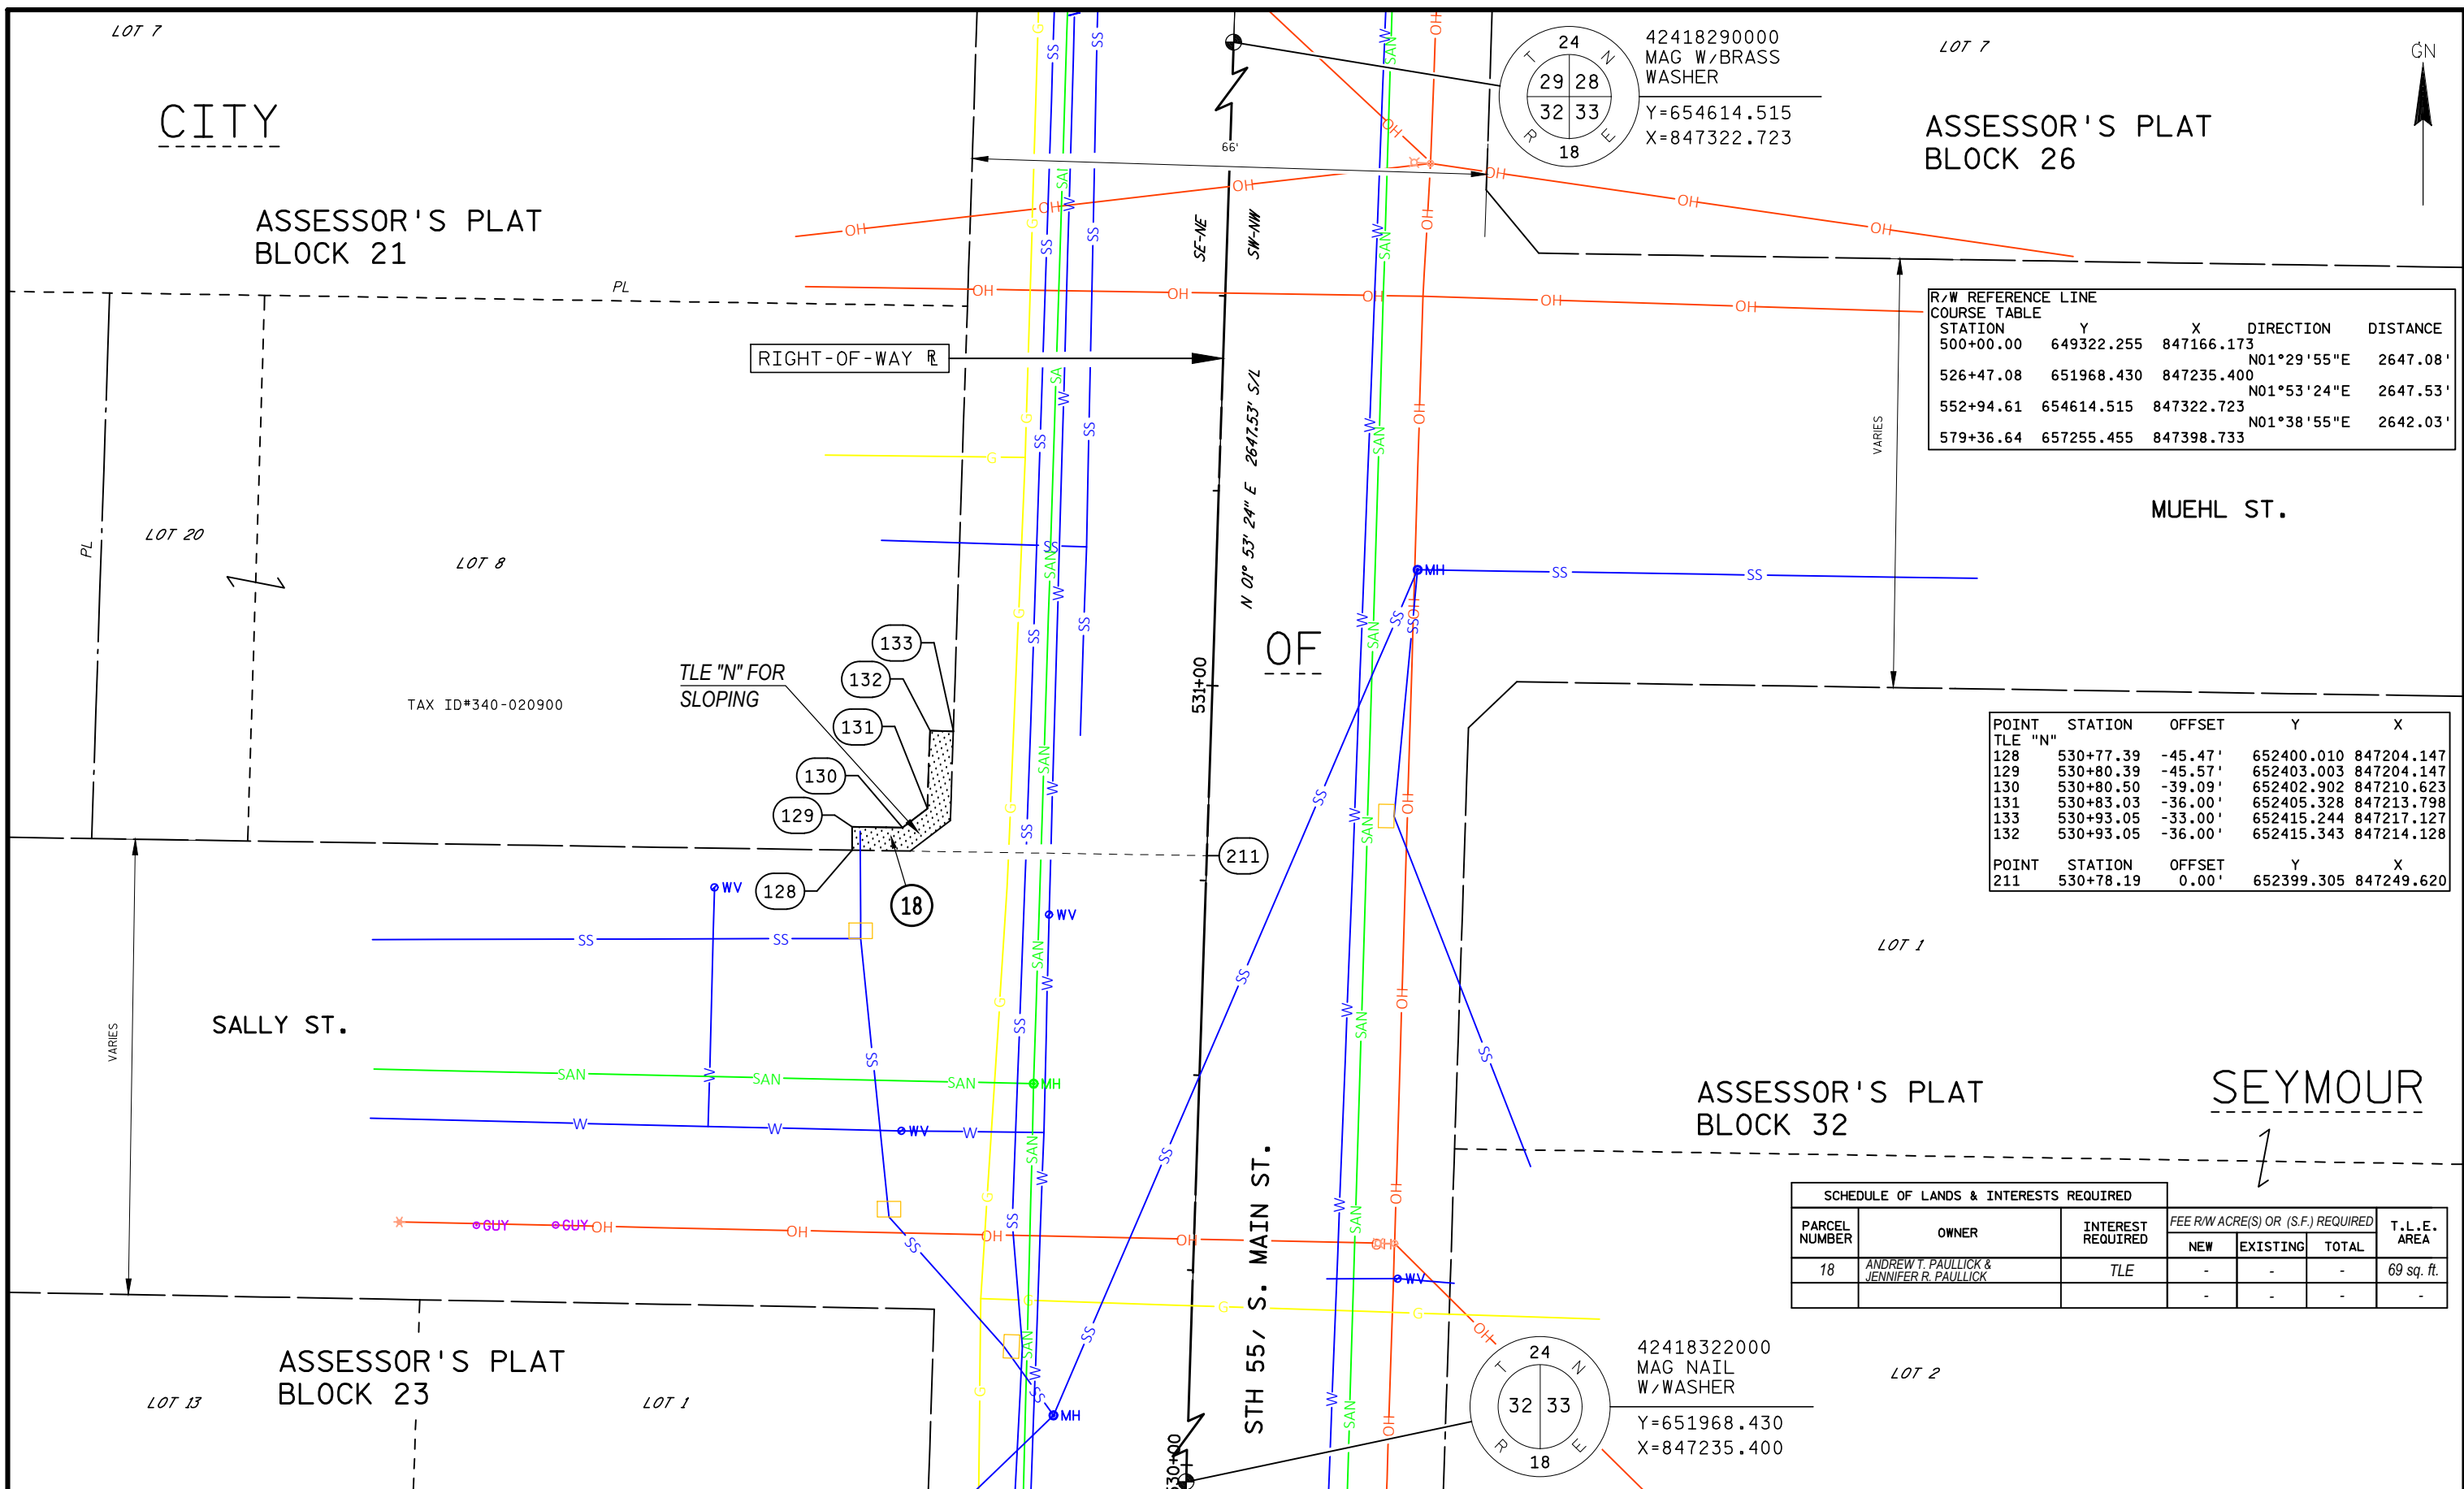 LOT 7
CITY
ASSESSOR'S PLAT
BLOCK 21
PL
LOT 20
PL
LOT 8
TAX ID#340-020900
RIGHT-OF-WAY
TLE "N" FOR
SLOPING
133
132
131
130
129
128
18
211
66'
SE-NE
SW-NW
N 01° 53' 24" E 2647.53' S/L
531+00
OF
24
T N
29 28
32 33
R E
18
42418290000
MAG W/BRASS
WASHER
Y=654614.515
X=847322.723
LOT 7
ASSESSOR'S PLAT
BLOCK 26
GN
R/W REFERENCE LINE
COURSE TABLE
STATION Y X DIRECTION DISTANCE
500+00.00 649322.255 847166.173
N01°29'55"E 2647.08'
526+47.08 651968.430 847235.400
N01°53'24"E 2647.53'
552+94.61 654614.515 847322.723
N01°38'55"E 2642.03'
579+36.64 657255.455 847398.733
VARIES
MUEHL ST.
POINT STATION OFFSET Y X
TLE "N"
128 530+77.39 -45.47' 652400.010 847204.147
129 530+80.39 -45.57' 652403.003 847204.147
130 530+80.50 -39.09' 652402.902 847210.623
131 530+83.03 -36.00' 652405.328 847213.798
133 530+93.05 -33.00' 652415.244 847217.127
132 530+93.05 -36.00' 652415.343 847214.128
POINT STATION OFFSET Y X
211 530+78.19 0.00' 652399.305 847249.620
LOT 1
ASSESSOR'S PLAT
BLOCK 32
SEYMOUR
SALLY ST.
VARIES
WV
WV
WV
WV
MH
MH
MH
GUY
GUY
OH
SS
SAN
W
G
STH 55/ S. MAIN ST.
530+00
SCHEDULE OF LANDS & INTERESTS REQUIRED
PARCEL NUMBER OWNER INTEREST REQUIRED FEE R/W ACRE(S) OR (S.F.) REQUIRED T.L.E. AREA
NEW EXISTING TOTAL
18 ANDREW T. PAULLICK & JENNIFER R. PAULLICK TLE - - - 69 sq. ft.
- - - -
ASSESSOR'S PLAT
BLOCK 23
LOT 13
LOT 1
24
T N
32 33
R E
18
42418322000
MAG NAIL
W/WASHER
Y=651968.430
X=847235.400
LOT 2